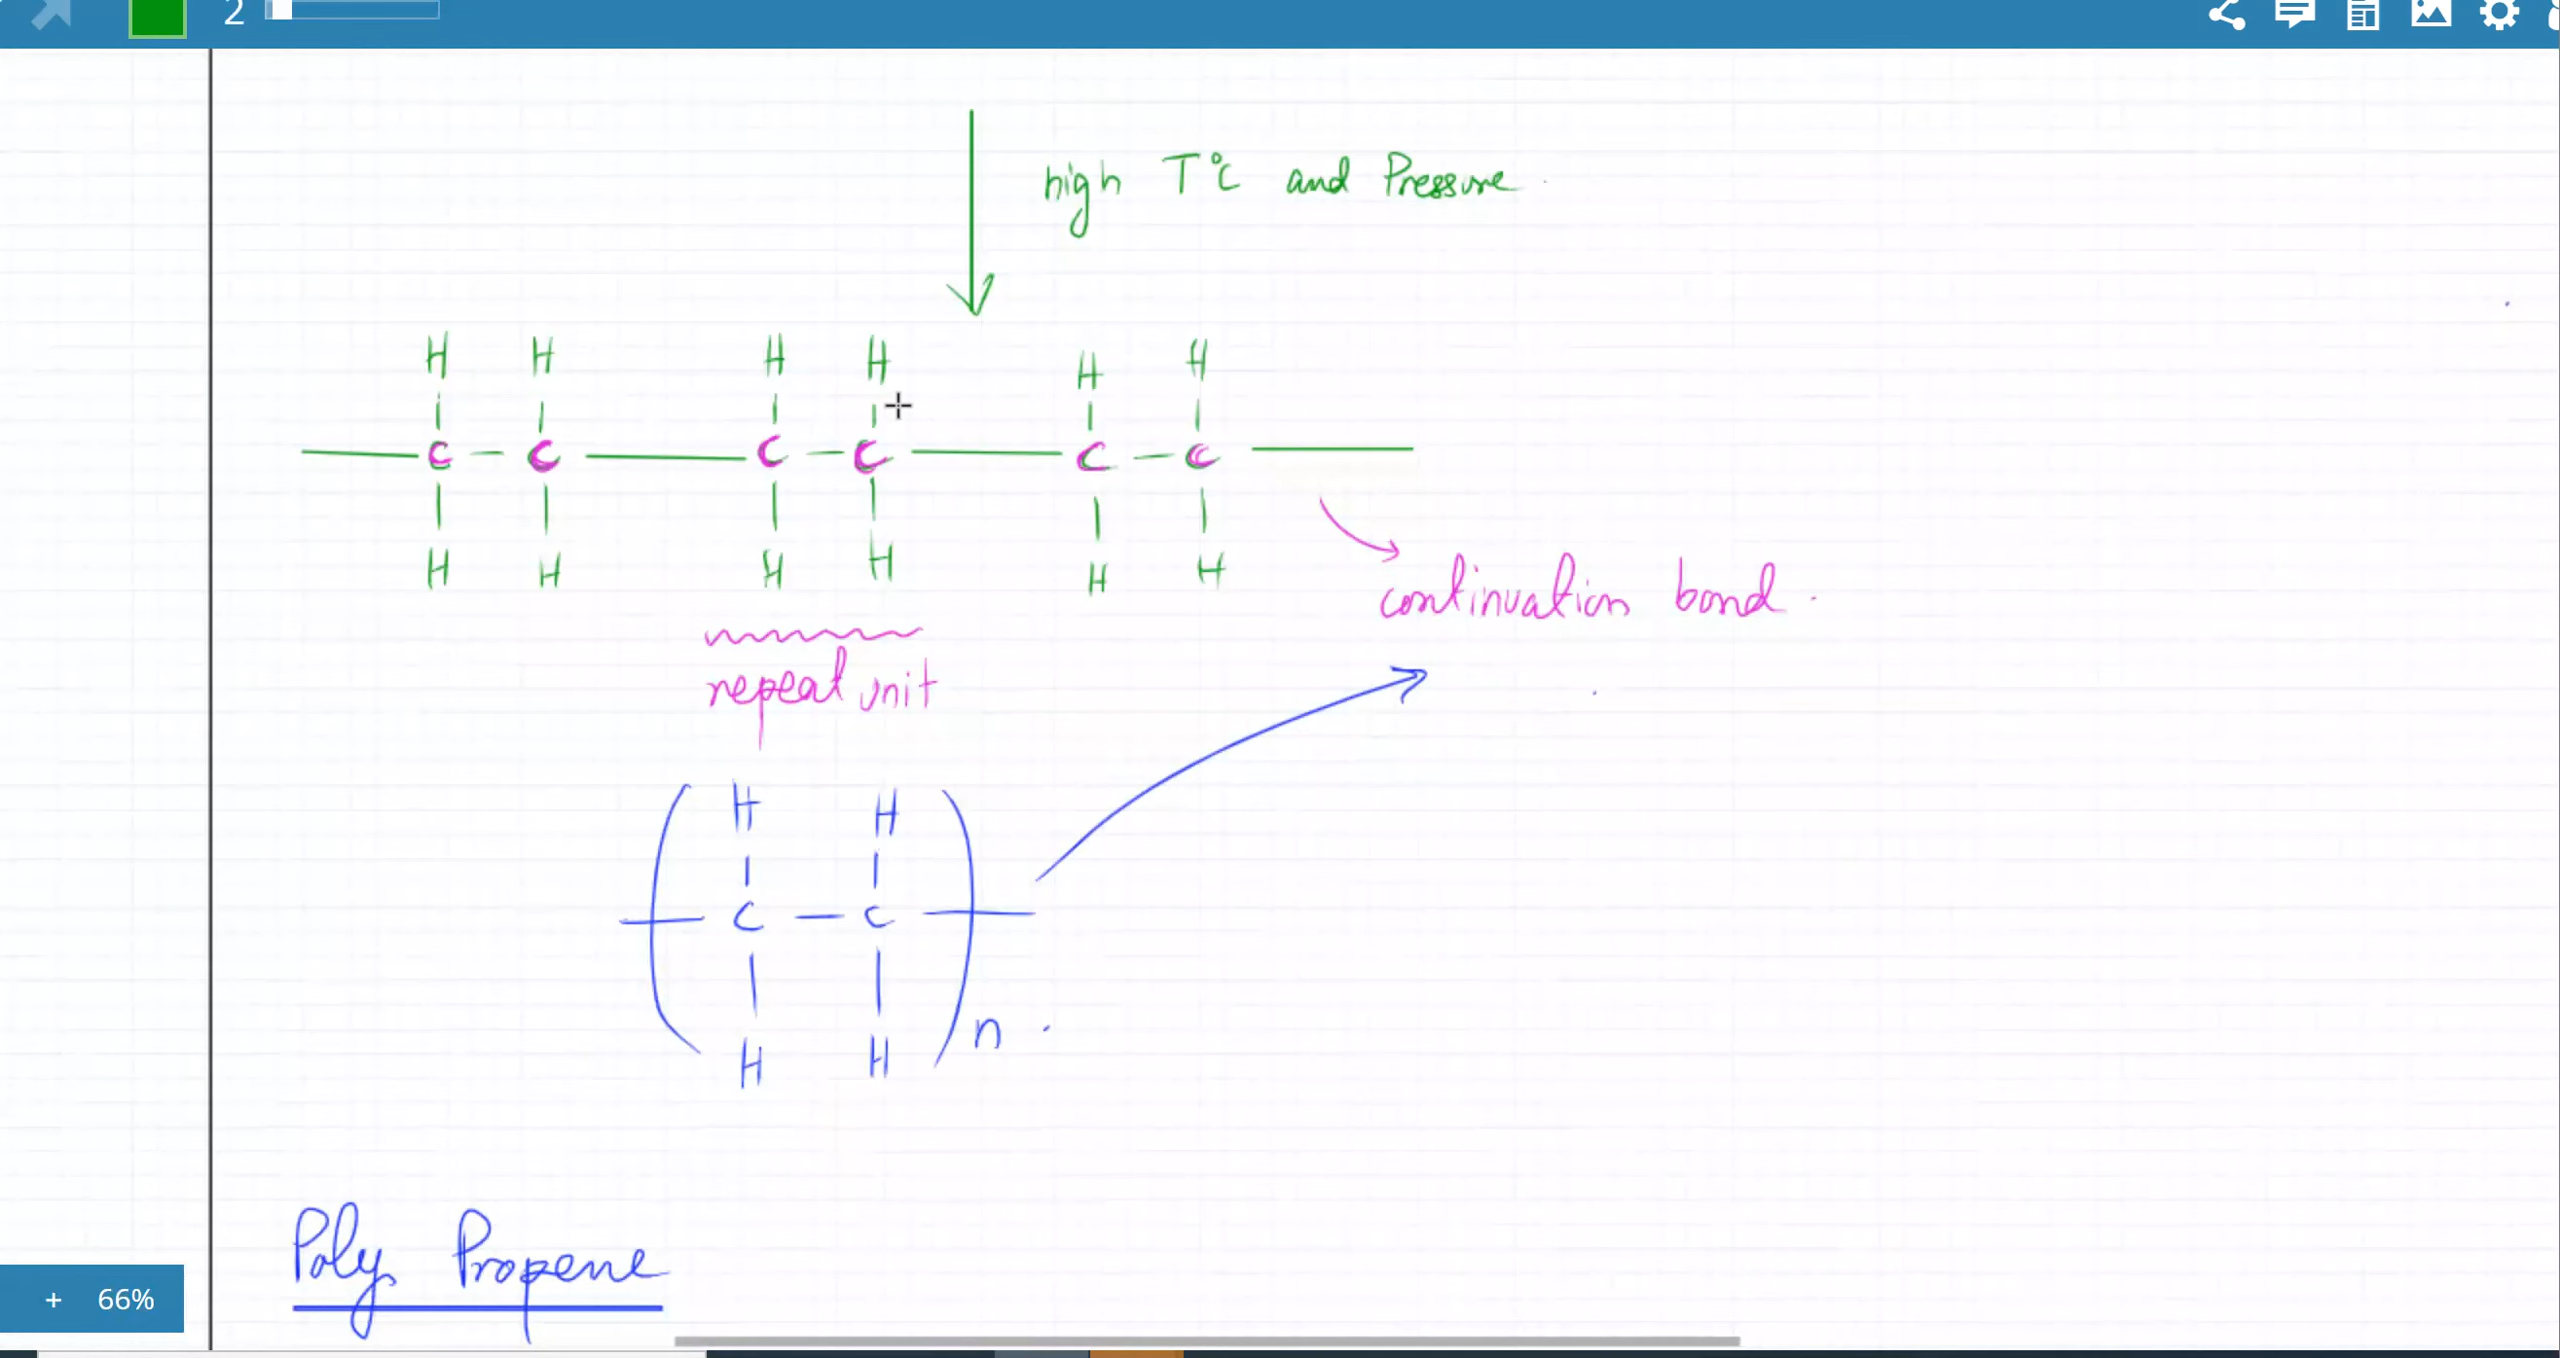 2
high T°C and Pressure
H H H H H H
C - C — C - C — C - C
H H H H H H
continuation bond.
repeat unit
H H
C - C
H H
n
Poly Propene
+ 66%